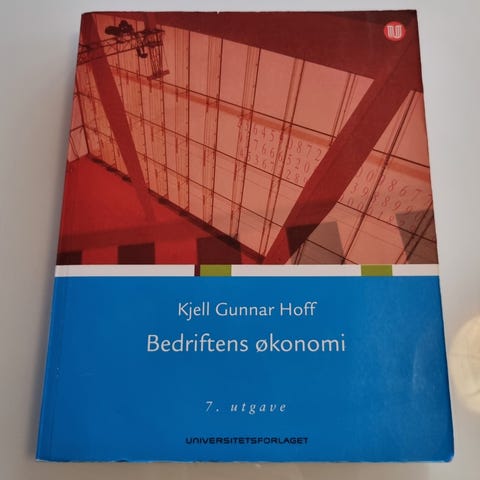 Kjell Gunnar Hoff
Bedriftens økonomi
7. utgave
UNIVERSITETSFORLAGET